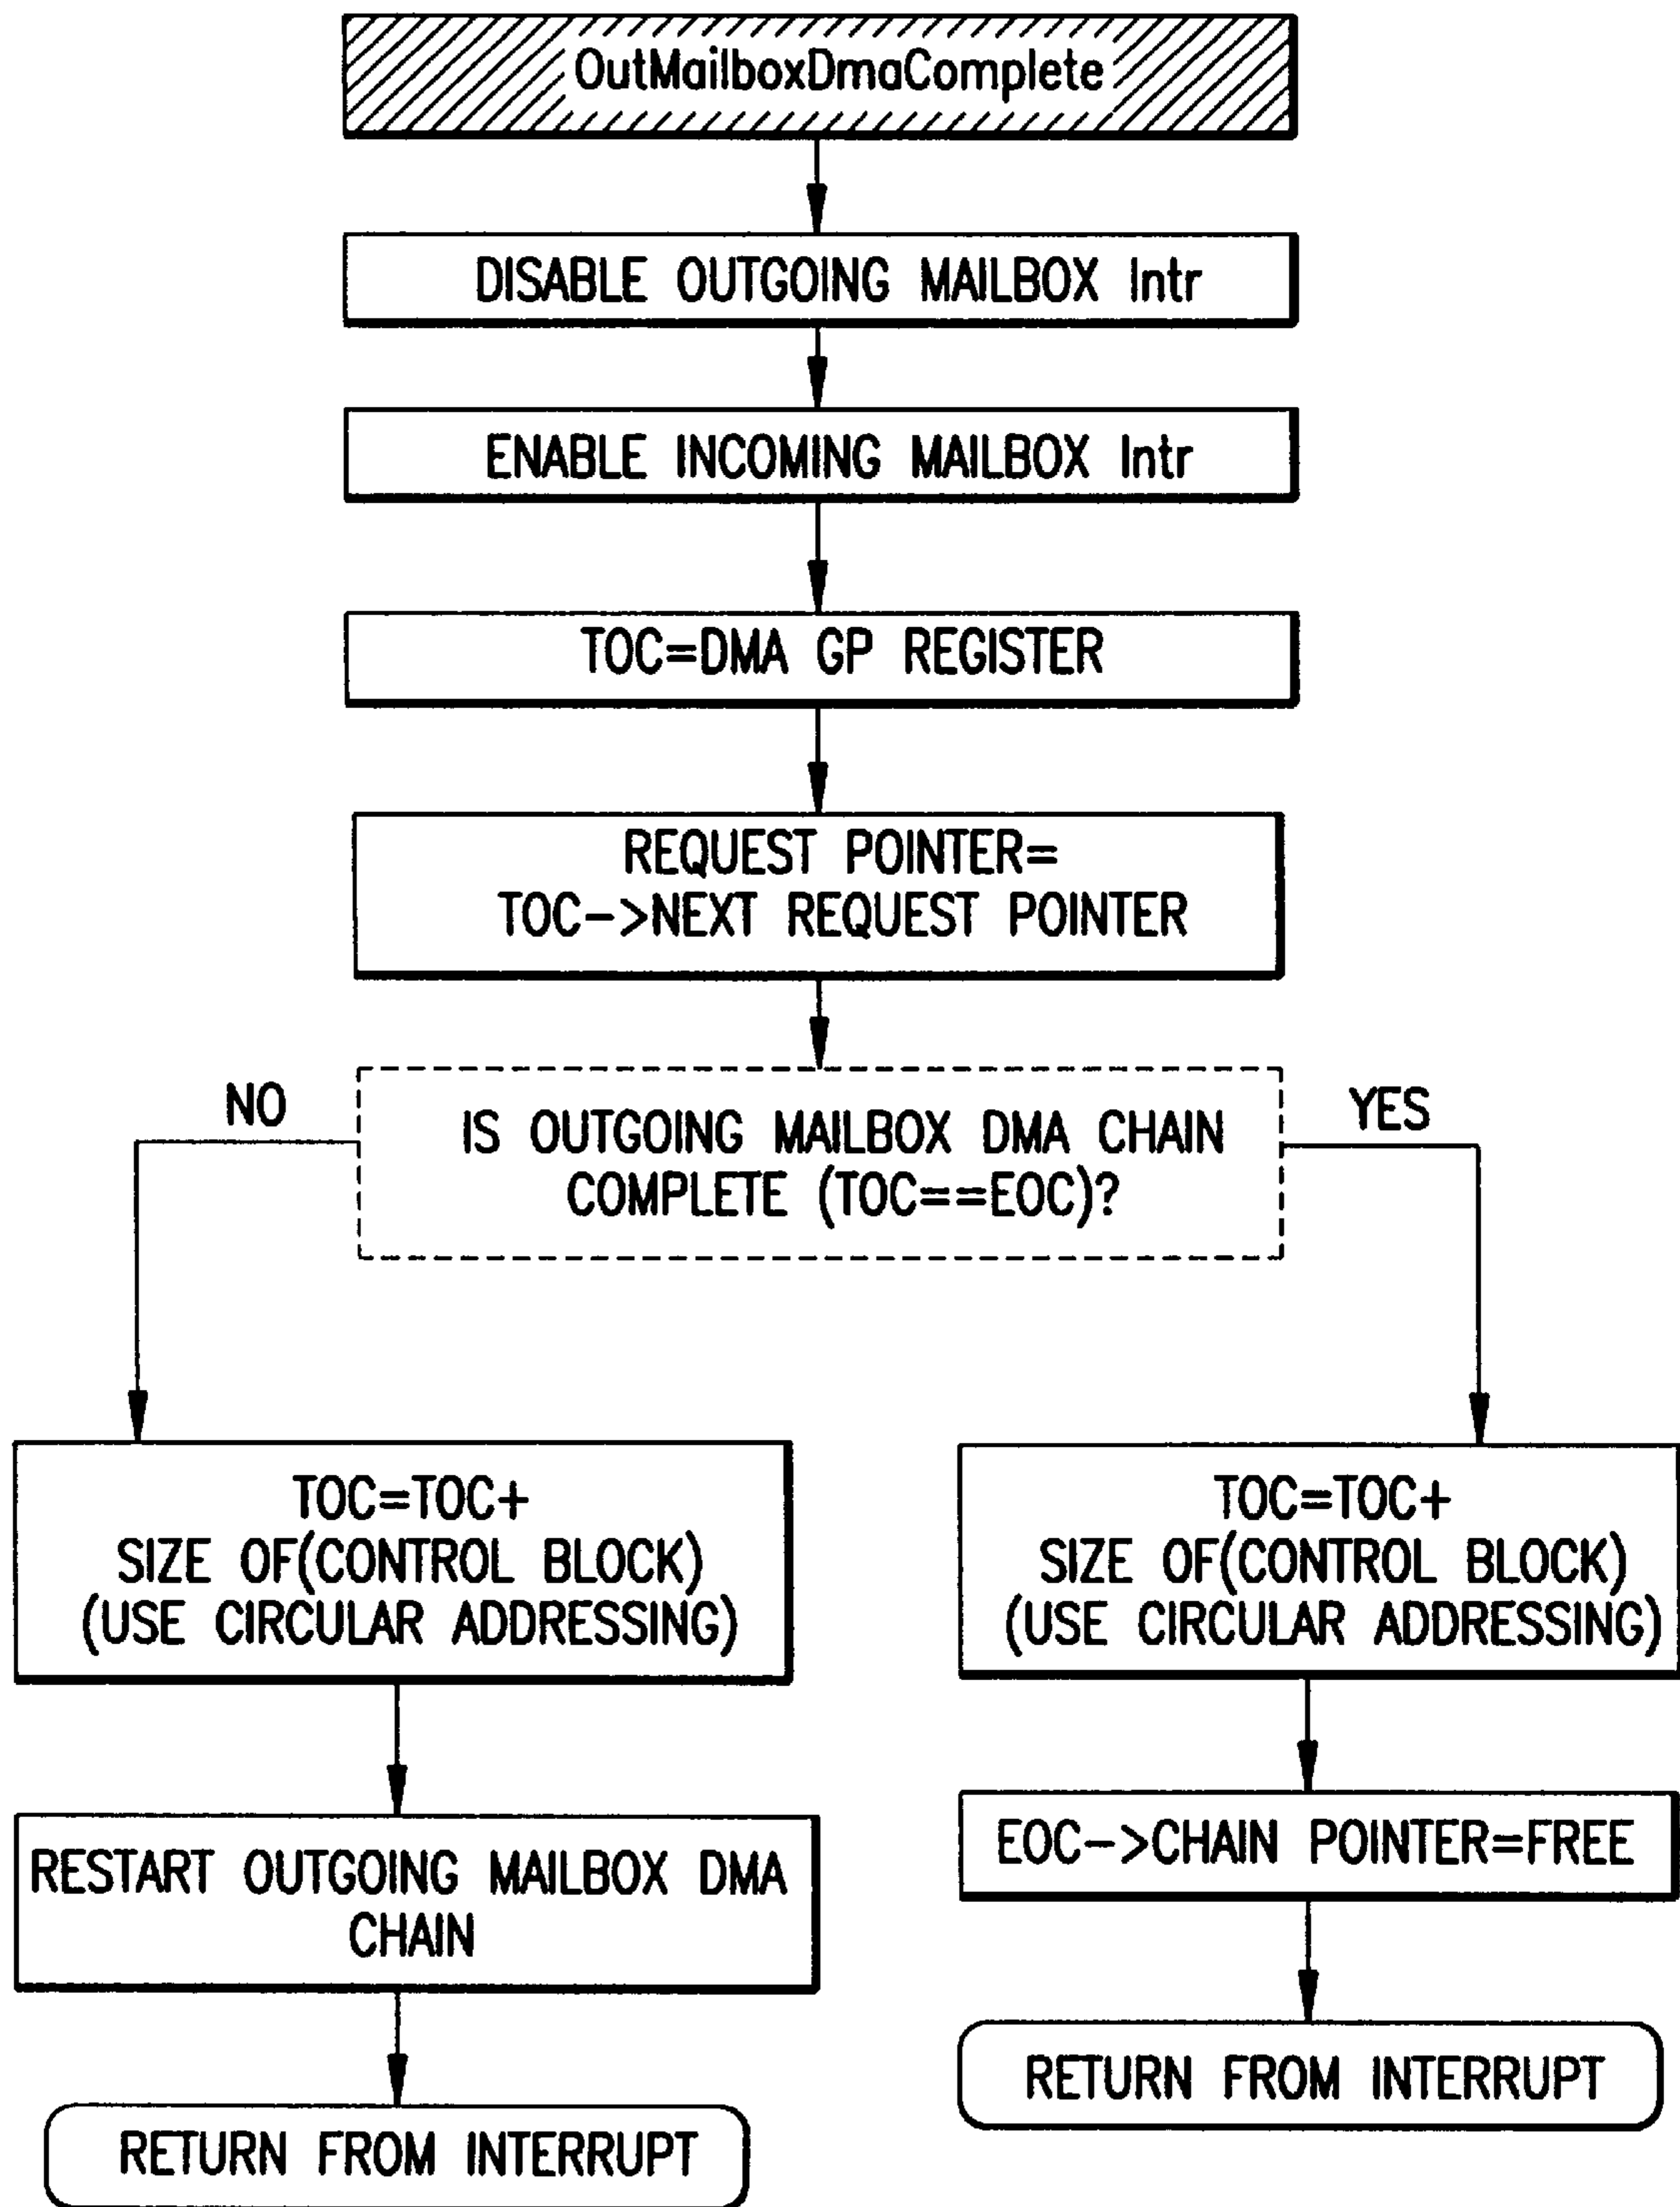 OutMailboxDmaComplete
DISABLE OUTGOING MAILBOX Intr
ENABLE INCOMING MAILBOX Intr
TOC=DMA GP REGISTER
REQUEST POINTER=
TOC->NEXT REQUEST POINTER
NO
IS OUTGOING MAILBOX DMA CHAIN
COMPLETE (TOC==EOC)?
YES
TOC=TOC+
SIZE OF(CONTROL BLOCK)
(USE CIRCULAR ADDRESSING)
RESTART OUTGOING MAILBOX DMA
CHAIN
RETURN FROM INTERRUPT
TOC=TOC+
SIZE OF(CONTROL BLOCK)
(USE CIRCULAR ADDRESSING)
EOC->CHAIN POINTER=FREE
RETURN FROM INTERRUPT